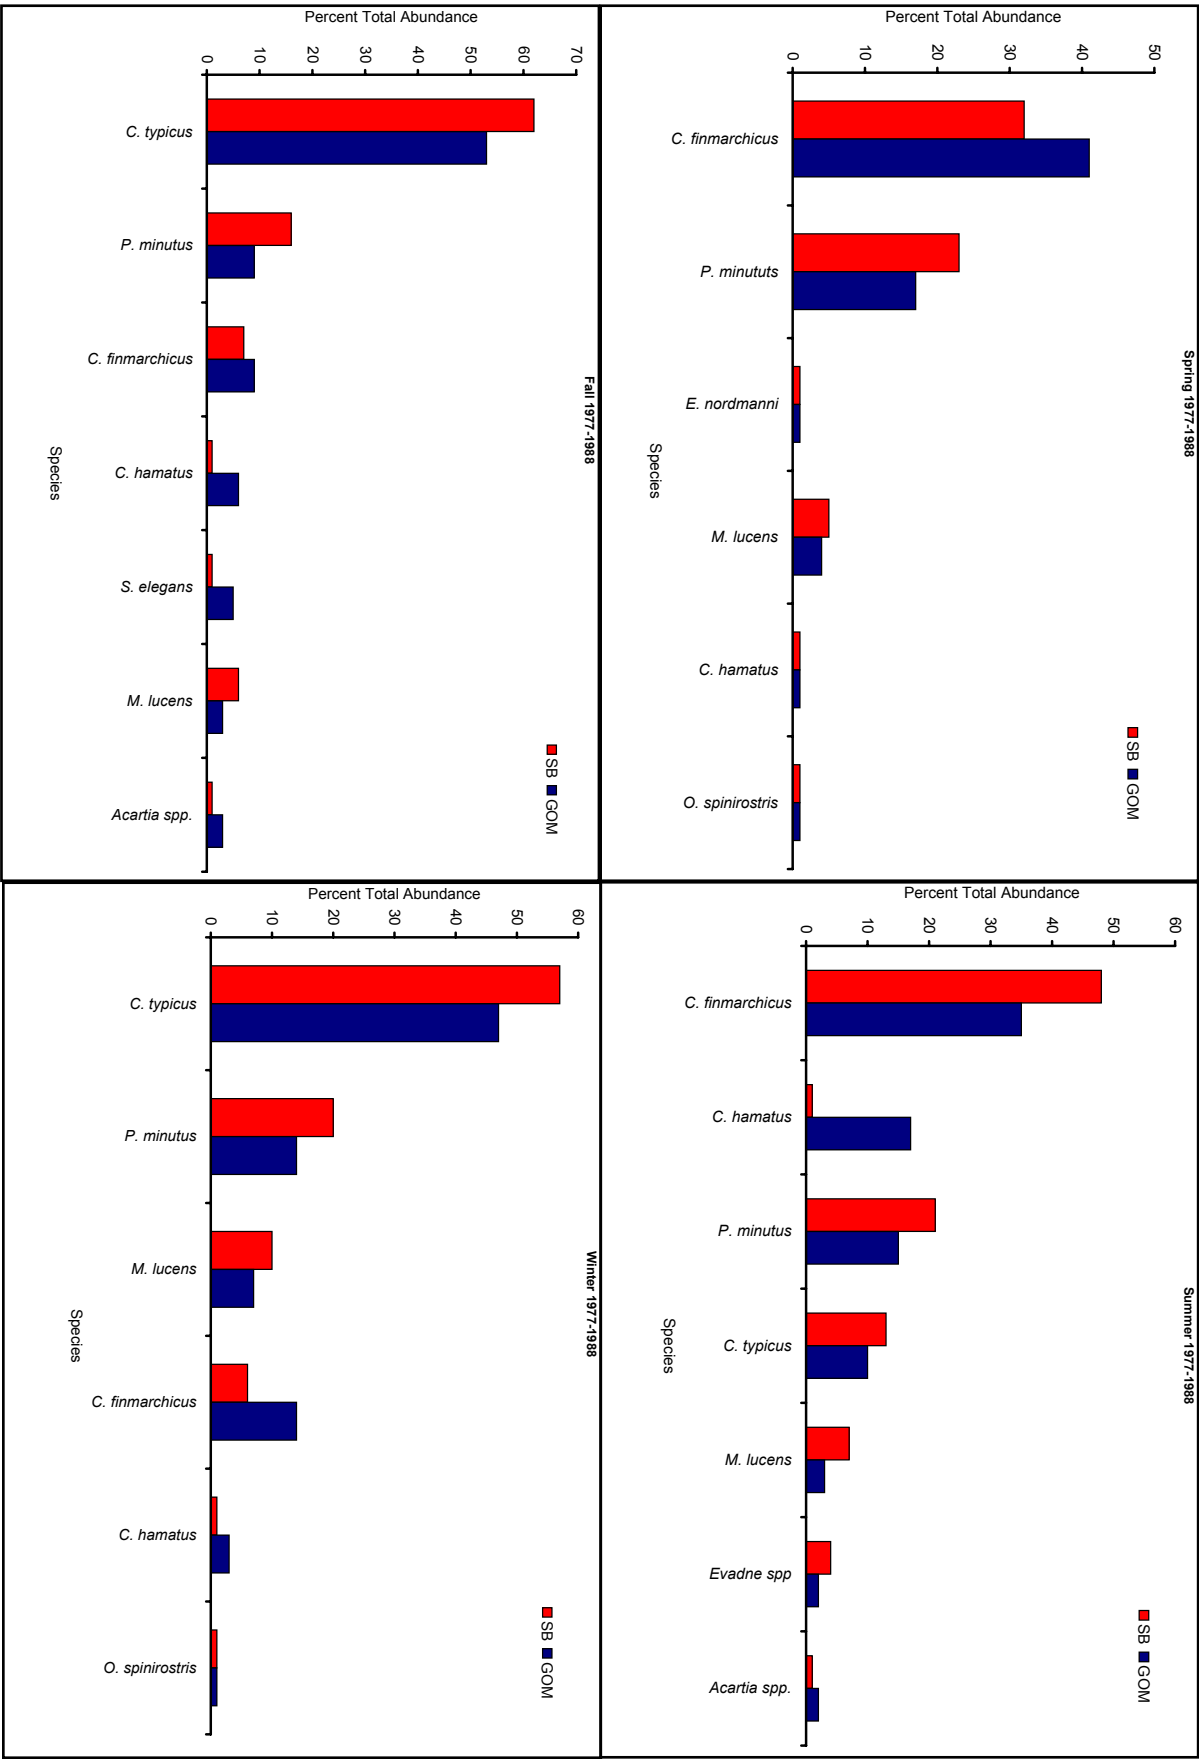 Spring 1977-1988
Percent Total Abundance
50
40
30
20
10
0
C. finmarchicus
P. minututs
E. nordmanni
M. lucens
C. hamatus
O. spinirostris
Species
SB GOM
Summer 1977-1988
Percent Total Abundance
60
50
40
30
20
10
0
C. finmarchicus
C. hamatus
P. minutus
C. typicus
M. lucens
Evadne spp
Acartia spp.
Species
SB GOM
Fall 1977-1988
Percent Total Abundance
70
60
50
40
30
20
10
0
C. typicus
P. minutus
C. finmarchicus
C. hamatus
S. elegans
M. lucens
Acartia spp.
Species
SB GOM
Winter 1977-1988
Percent Total Abundance
60
50
40
30
20
10
0
C. typicus
P. minutus
M. lucens
C. finmarchicus
C. hamatus
O. spinirostris
Species
SB GOM